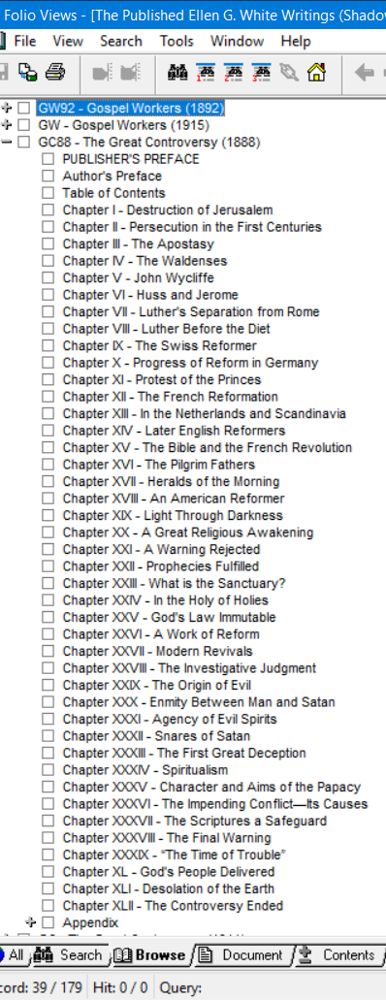 Folio Views - [The Published Ellen G. White Writings (Shado
File View Search Tools Window Help
GW92 - Gospel Workers (1892)
GW - Gospel Workers (1915)
GC88 - The Great Controversy (1888)
PUBLISHER'S PREFACE
Author's Preface
Table of Contents
Chapter I - Destruction of Jerusalem
Chapter II - Persecution in the First Centuries
Chapter III - The Apostasy
Chapter IV - The Waldenses
Chapter V - John Wycliffe
Chapter VI - Huss and Jerome
Chapter VII - Luther's Separation from Rome
Chapter VIII - Luther Before the Diet
Chapter IX - The Swiss Reformer
Chapter X - Progress of Reform in Germany
Chapter XI - Protest of the Princes
Chapter XII - The French Reformation
Chapter XIII - In the Netherlands and Scandinavia
Chapter XIV - Later English Reformers
Chapter XV - The Bible and the French Revolution
Chapter XVI - The Pilgrim Fathers
Chapter XVII - Heralds of the Morning
Chapter XVIII - An American Reformer
Chapter XIX - Light Through Darkness
Chapter XX - A Great Religious Awakening
Chapter XXI - A Warning Rejected
Chapter XXII - Prophecies Fulfilled
Chapter XXIII - What is the Sanctuary?
Chapter XXIV - In the Holy of Holies
Chapter XXV - God's Law Immutable
Chapter XXVI - A Work of Reform
Chapter XXVII - Modern Revivals
Chapter XXVIII - The Investigative Judgment
Chapter XXIX - The Origin of Evil
Chapter XXX - Enmity Between Man and Satan
Chapter XXXI - Agency of Evil Spirits
Chapter XXXII - Snares of Satan
Chapter XXXIII - The First Great Deception
Chapter XXXIV - Spiritualism
Chapter XXXV - Character and Aims of the Papacy
Chapter XXXVI - The Impending Conflict—Its Causes
Chapter XXXVII - The Scriptures a Safeguard
Chapter XXXVIII - The Final Warning
Chapter XXXIX - “The Time of Trouble”
Chapter XL - God's People Delivered
Chapter XLI - Desolation of the Earth
Chapter XLII - The Controversy Ended
Appendix
All Search Browse Document Contents
cord: 39 / 179 Hit: 0 / 0 Query: